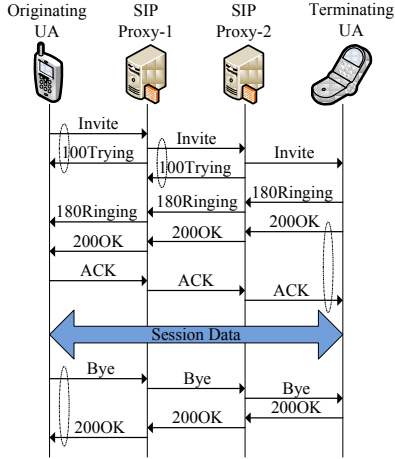 Originating UA
SIP Proxy-1
SIP Proxy-2
Terminating UA
Invite
Invite
100Trying
Invite
100Trying
180Ringing
180Ringing
180Ringing
200OK
200OK
200OK
ACK
ACK
ACK
Session Data
Bye
Bye
Bye
200OK
200OK
200OK